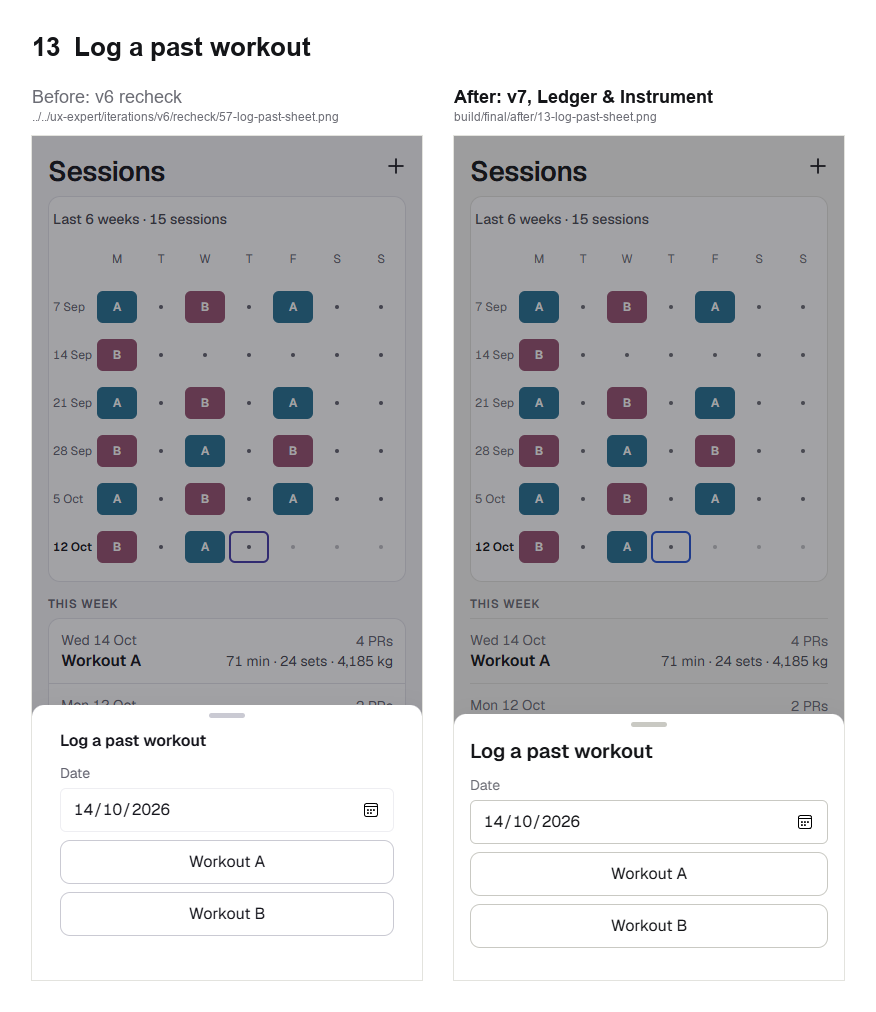 13 Log a past workout
Before: v6 recheck
../../ux-expert/iterations/v6/recheck/57-log-past-sheet.png
Sessions
Last 6 weeks · 15 sessions
M T W T F S S
7 Sep A B A
14 Sep B
21 Sep A B A
28 Sep B A B
5 Oct A B A
12 Oct B A
THIS WEEK
Wed 14 Oct 4 PRs
Workout A 71 min · 24 sets · 4,185 kg
Mon 12 Oct 2 PRs
Log a past workout
Date
14/10/2026
Workout A
Workout B
After: v7, Ledger & Instrument
build/final/after/13-log-past-sheet.png
Sessions
Last 6 weeks · 15 sessions
M T W T F S S
7 Sep A B A
14 Sep B
21 Sep A B A
28 Sep B A B
5 Oct A B A
12 Oct B A
THIS WEEK
Wed 14 Oct 4 PRs
Workout A 71 min · 24 sets · 4,185 kg
Mon 12 Oct 2 PRs
Log a past workout
Date
14/10/2026
Workout A
Workout B